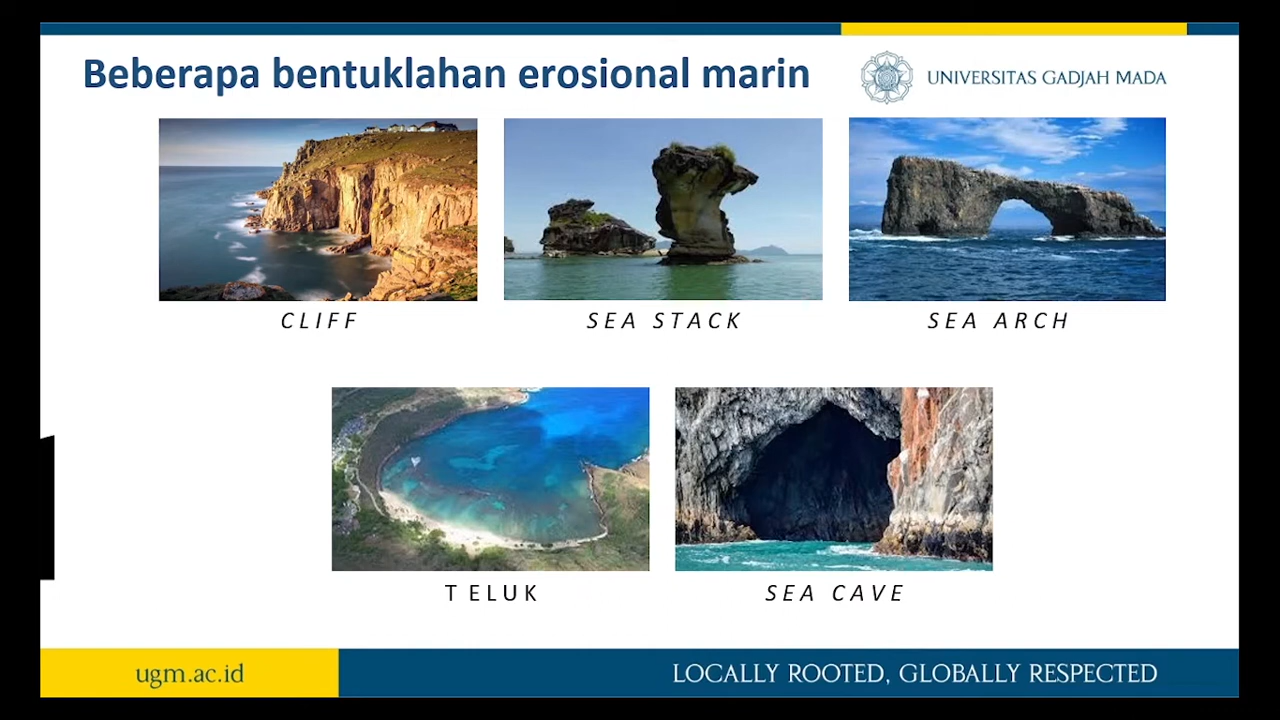 Beberapa bentuklahan erosional marin
UNIVERSITAS GADJAH MADA
CLIFF
SEA STACK
SEA ARCH
TELUK
SEA CAVE
ugm.ac.id
LOCALLY ROOTED, GLOBALLY RESPECTED